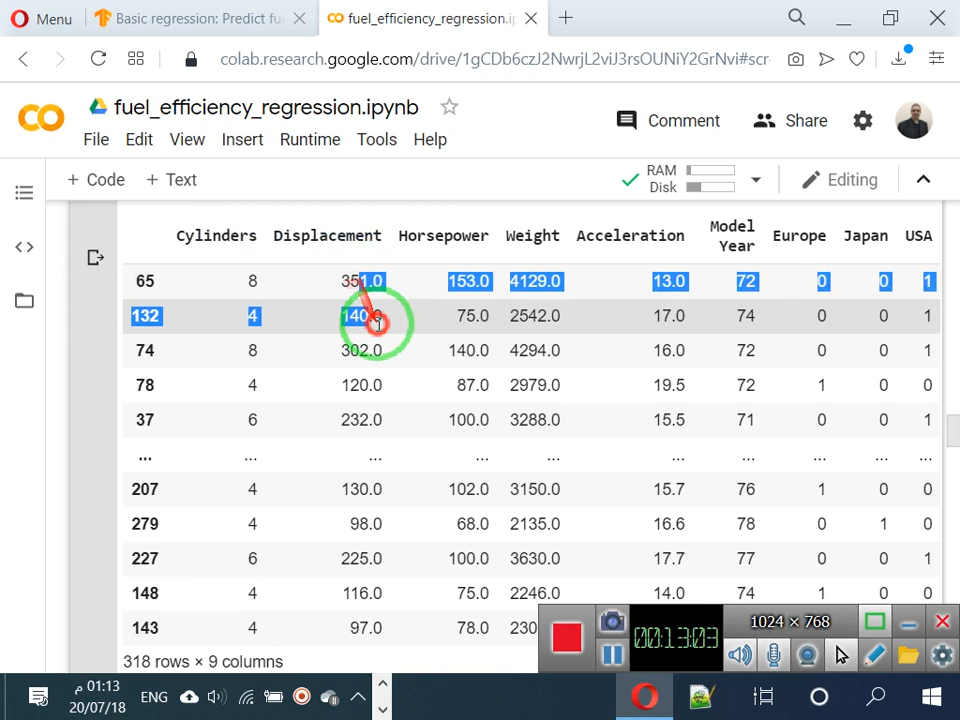 Menu
Basic regression: Predict fu
fuel_efficiency_regression.ip
colab.research.google.com/drive/1gCDb6czJ2NwrjL2viJ3rsOUNiY2GrNvi#scr
fuel_efficiency_regression.ipynb
Comment
Share
File Edit View Insert Runtime Tools Help
+ Code + Text
RAM
Disk
Editing
Cylinders Displacement Horsepower Weight Acceleration Model Year Europe Japan USA
65 8 351.0 153.0 4129.0 13.0 72 0 0 1
132 4 140.0 75.0 2542.0 17.0 74 0 0 1
74 8 302.0 140.0 4294.0 16.0 72 0 0 1
78 4 120.0 87.0 2979.0 19.5 72 1 0 0
37 6 232.0 100.0 3288.0 15.5 71 0 0 1
... ... ... ... ... ... ... ... ... ...
207 4 130.0 102.0 3150.0 15.7 76 1 0 0
279 4 98.0 68.0 2135.0 16.6 78 0 1 0
227 6 225.0 100.0 3630.0 17.7 77 0 0 1
148 4 116.0 75.0 2246.0 14.0 74 1 0 0
143 4 97.0 78.0 230
318 rows × 9 columns
00:13:03
1024 × 768
01:13 م
ENG
20/07/18